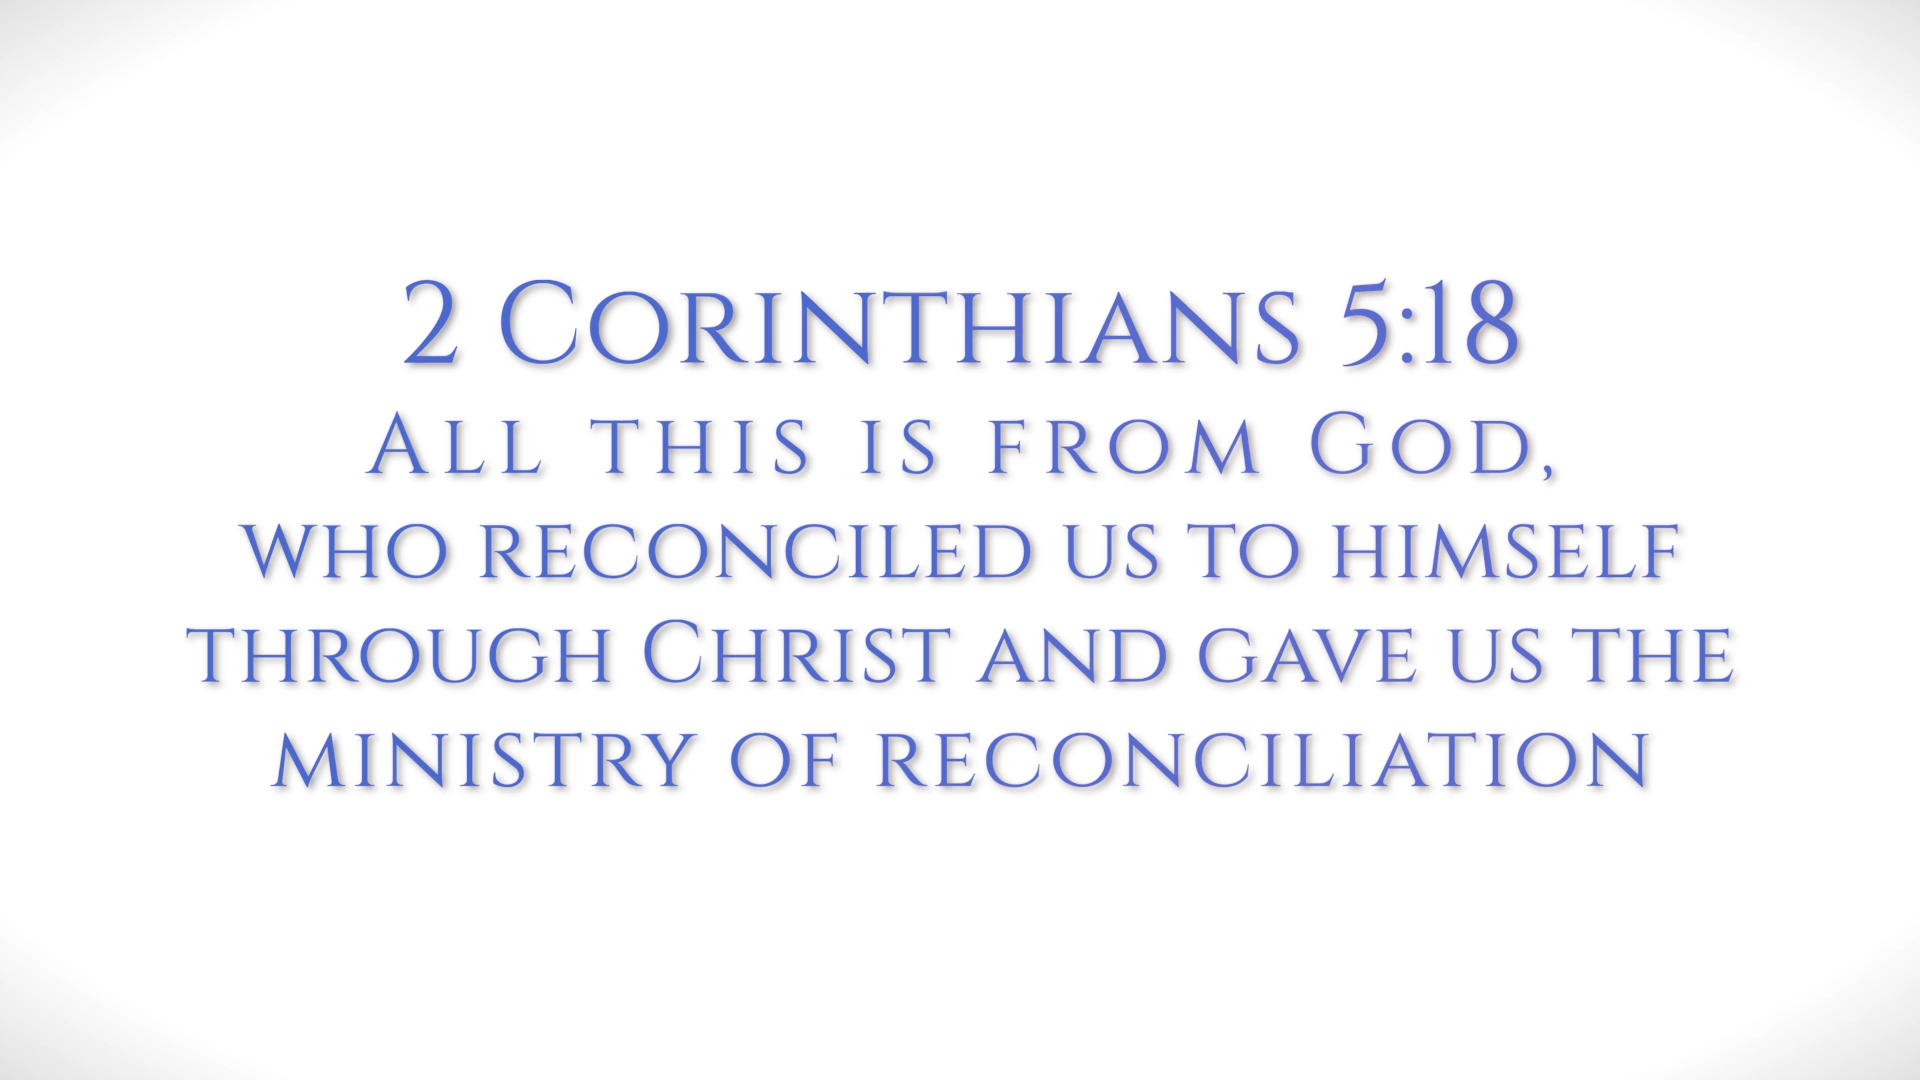 2 Corinthians 5:18
All this is from God,
who reconciled us to himself
through Christ and gave us the
ministry of reconciliation